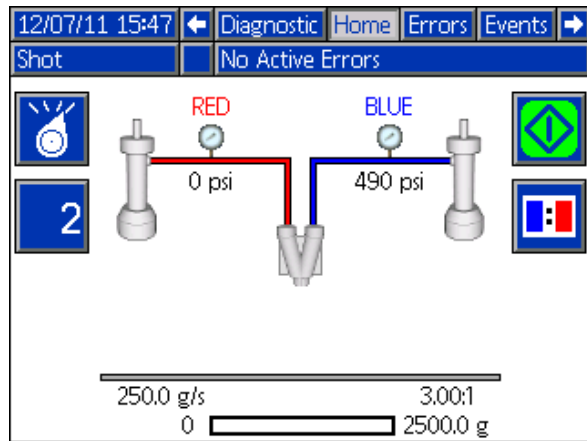 12/07/11 15:47 Diagnostic Home Errors Events
Shot No Active Errors
RED BLUE
0 psi 490 psi
2
250.0 g/s 3.00:1
0 2500.0 g